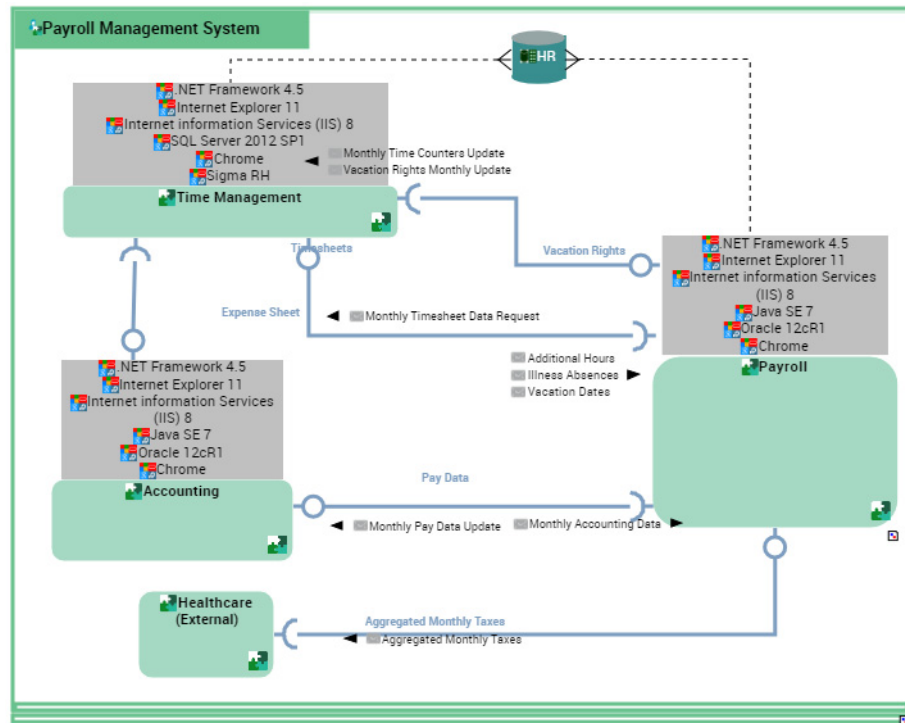 Payroll Management System
HR
.NET Framework 4.5
Internet Explorer 11
Internet information Services (IIS) 8
SQL Server 2012 SP1
Chrome
Sigma RH
Time Management
Monthly Time Counters Update
Vacation Rights Monthly Update
Timesheets
Vacation Rights
.NET Framework 4.5
Internet Explorer 11
Internet information Services
(IIS) 8
Java SE 7
Oracle 12cR1
Chrome
Payroll
Expense Sheet
Monthly Timesheet Data Request
Additional Hours
Illness Absences
Vacation Dates
.NET Framework 4.5
Internet Explorer 11
Internet information Services
(IIS) 8
Java SE 7
Oracle 12cR1
Chrome
Accounting
Pay Data
Monthly Pay Data Update
Monthly Accounting Data
Healthcare
(External)
Aggregated Monthly Taxes
Aggregated Monthly Taxes